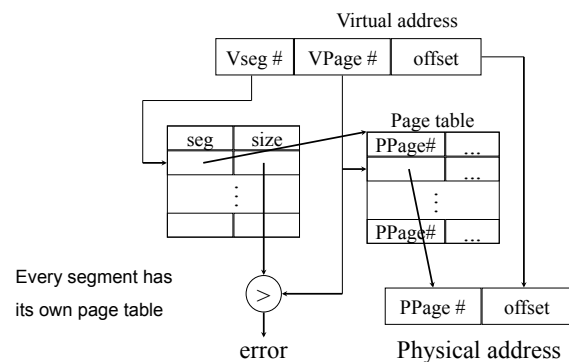 Virtual address
Vseg # VPage # offset
Page table
seg size
PPage# ...
...
⋮ ⋮
PPage# ...
Every segment has
its own page table
>
PPage # offset
error
Physical address